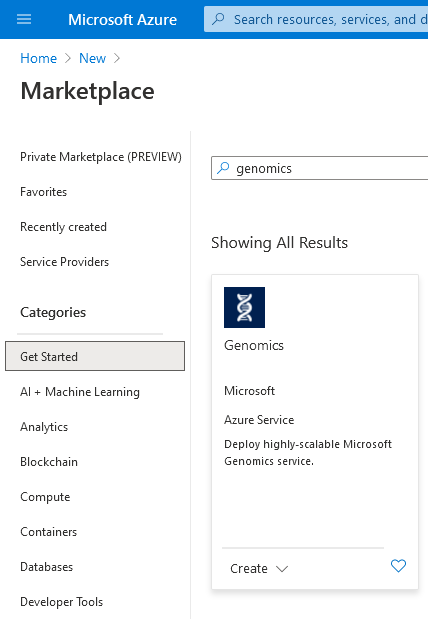 Microsoft Azure
Search resources, services, and d
Home > New >
Marketplace
Private Marketplace (PREVIEW)
Favorites
Recently created
Service Providers
Categories
Get Started
AI + Machine Learning
Analytics
Blockchain
Compute
Containers
Databases
Developer Tools
genomics
Showing All Results
Genomics
Microsoft
Azure Service
Deploy highly-scalable Microsoft
Genomics service.
Create